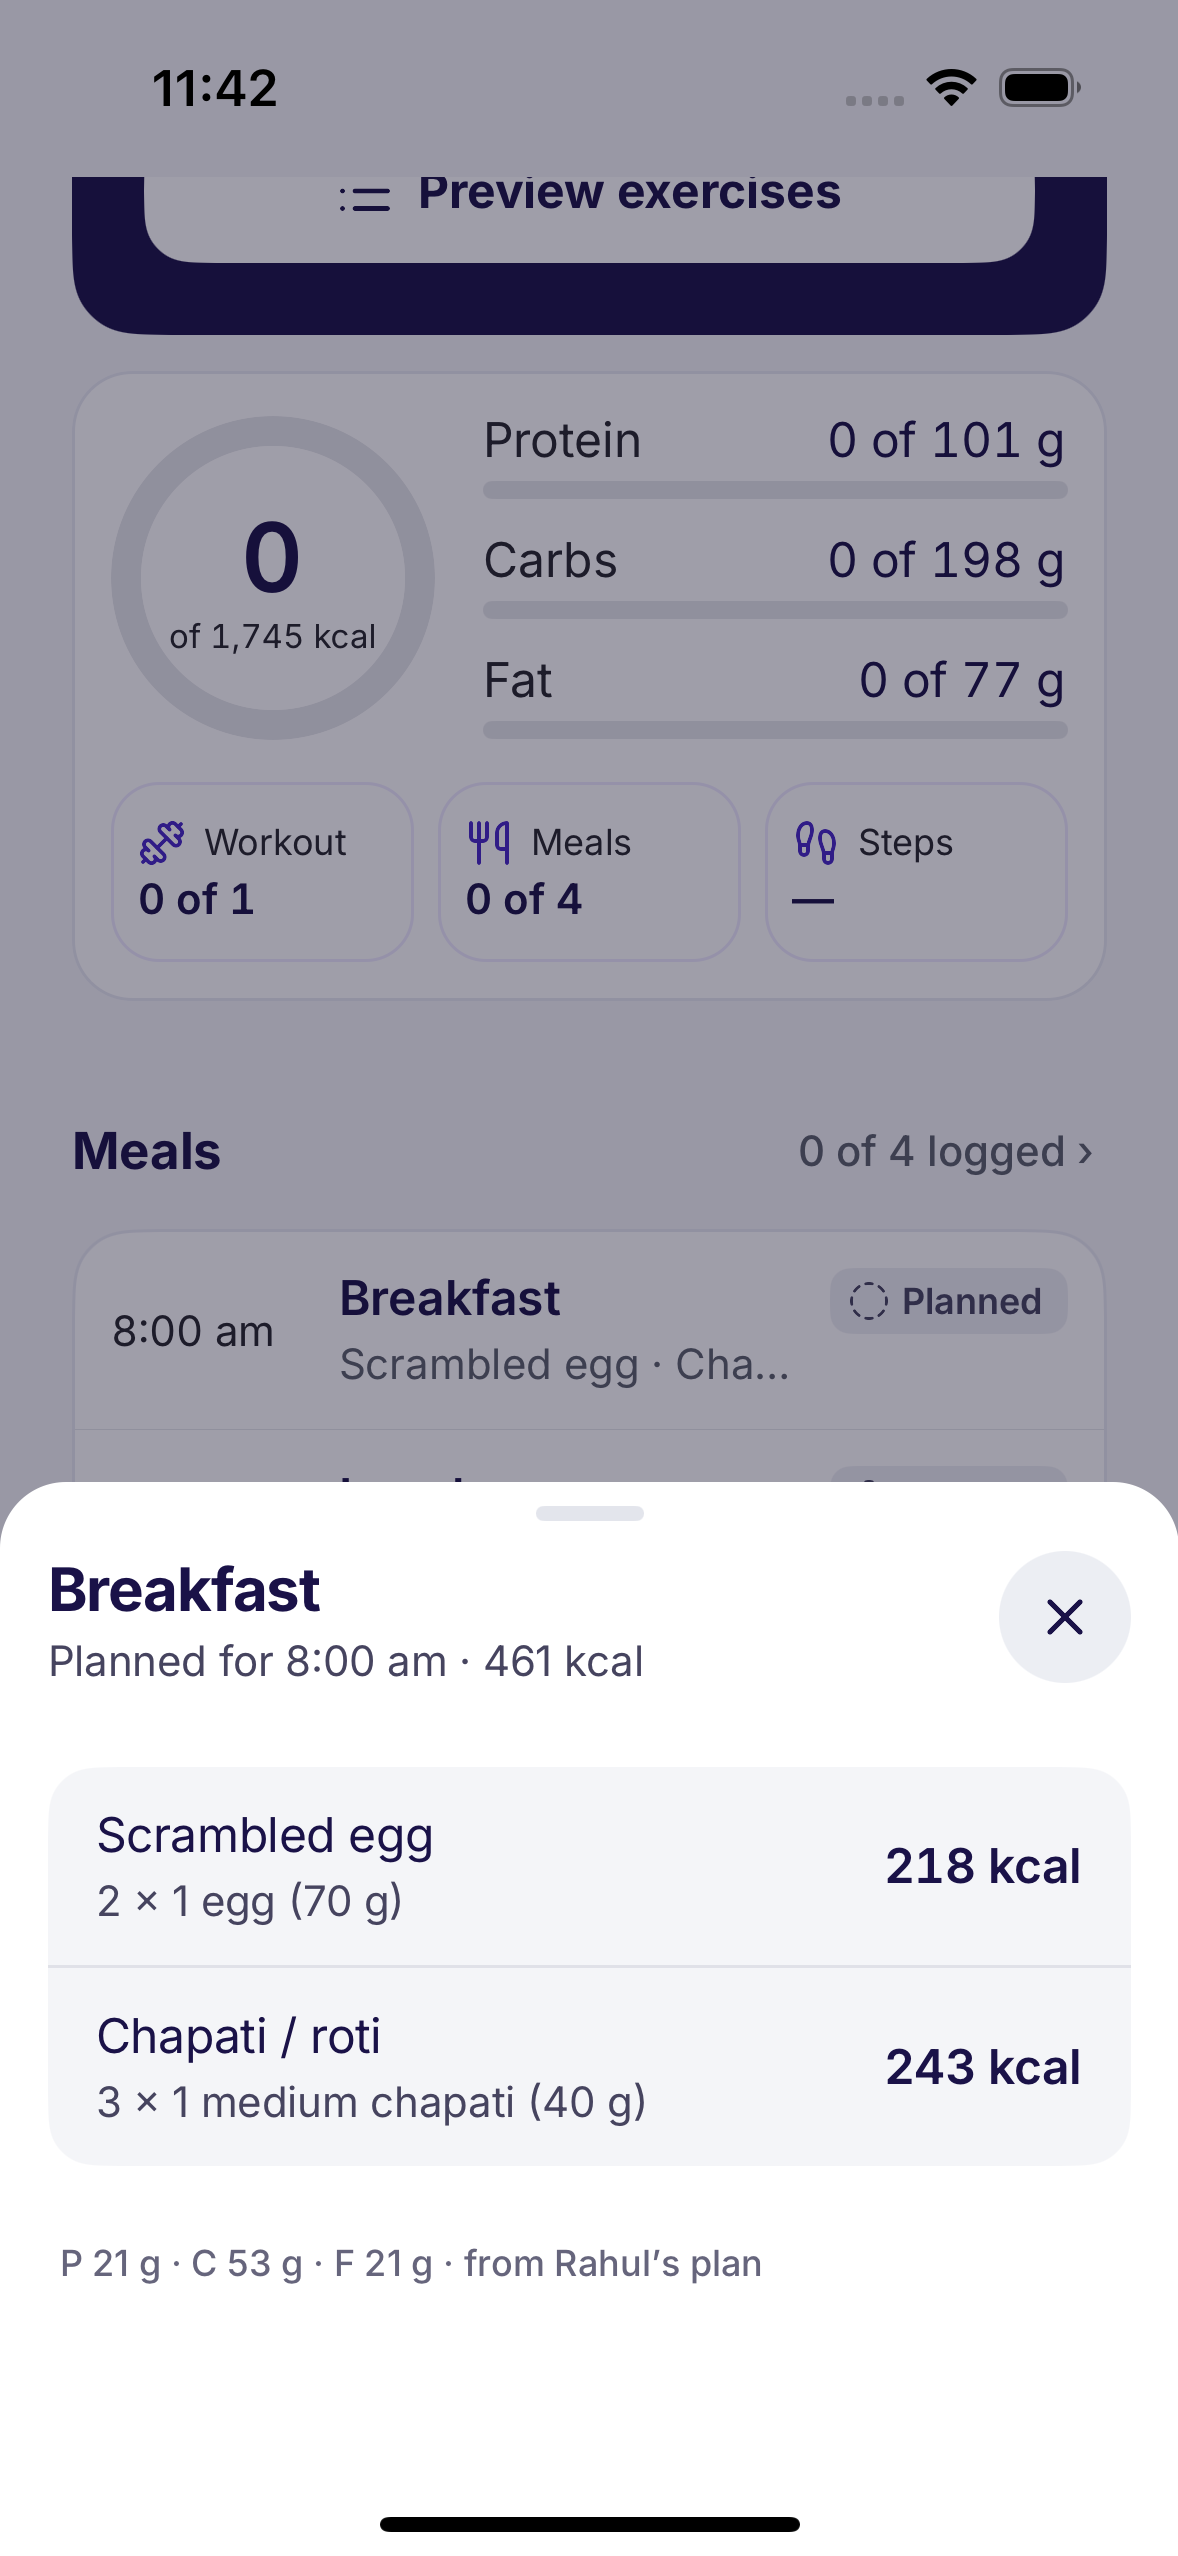 11:42
Preview exercises
Protein 0 of 101 g
Carbs 0 of 198 g
Fat 0 of 77 g
0
of 1,745 kcal
Workout
0 of 1
Meals
0 of 4
Steps
—
Meals
0 of 4 logged ›
8:00 am
Breakfast
Planned
Scrambled egg · Cha...
Breakfast
Planned for 8:00 am · 461 kcal
Scrambled egg
2 × 1 egg (70 g)
218 kcal
Chapati / roti
3 × 1 medium chapati (40 g)
243 kcal
P 21 g · C 53 g · F 21 g · from Rahul’s plan